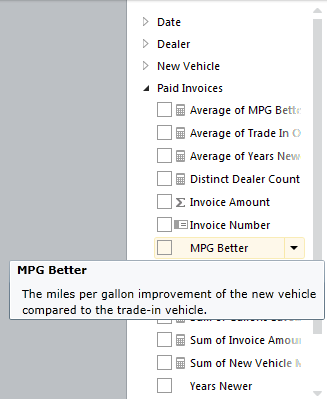 Date
Dealer
New Vehicle
Paid Invoices
Average of MPG Bette
Average of Trade In O
Average of Years New
Distinct Dealer Count
Invoice Amount
Invoice Number
MPG Better
MPG Better
The miles per gallon improvement of the new vehicle
compared to the trade-in vehicle.
Sum of Invoice Amou
Sum of New Vehicle M
Years Newer